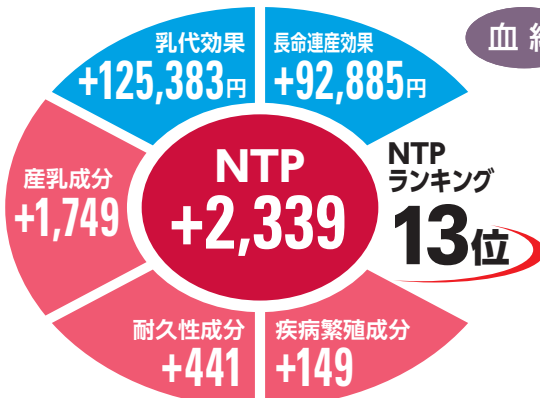 乳代効果
+125,383円
長命連産効果
+92,885円
血
産乳成分
+1,749
NTP
+2,339
NTP
ランキング
13位
耐久性成分
+441
疾病繁殖成分
+149